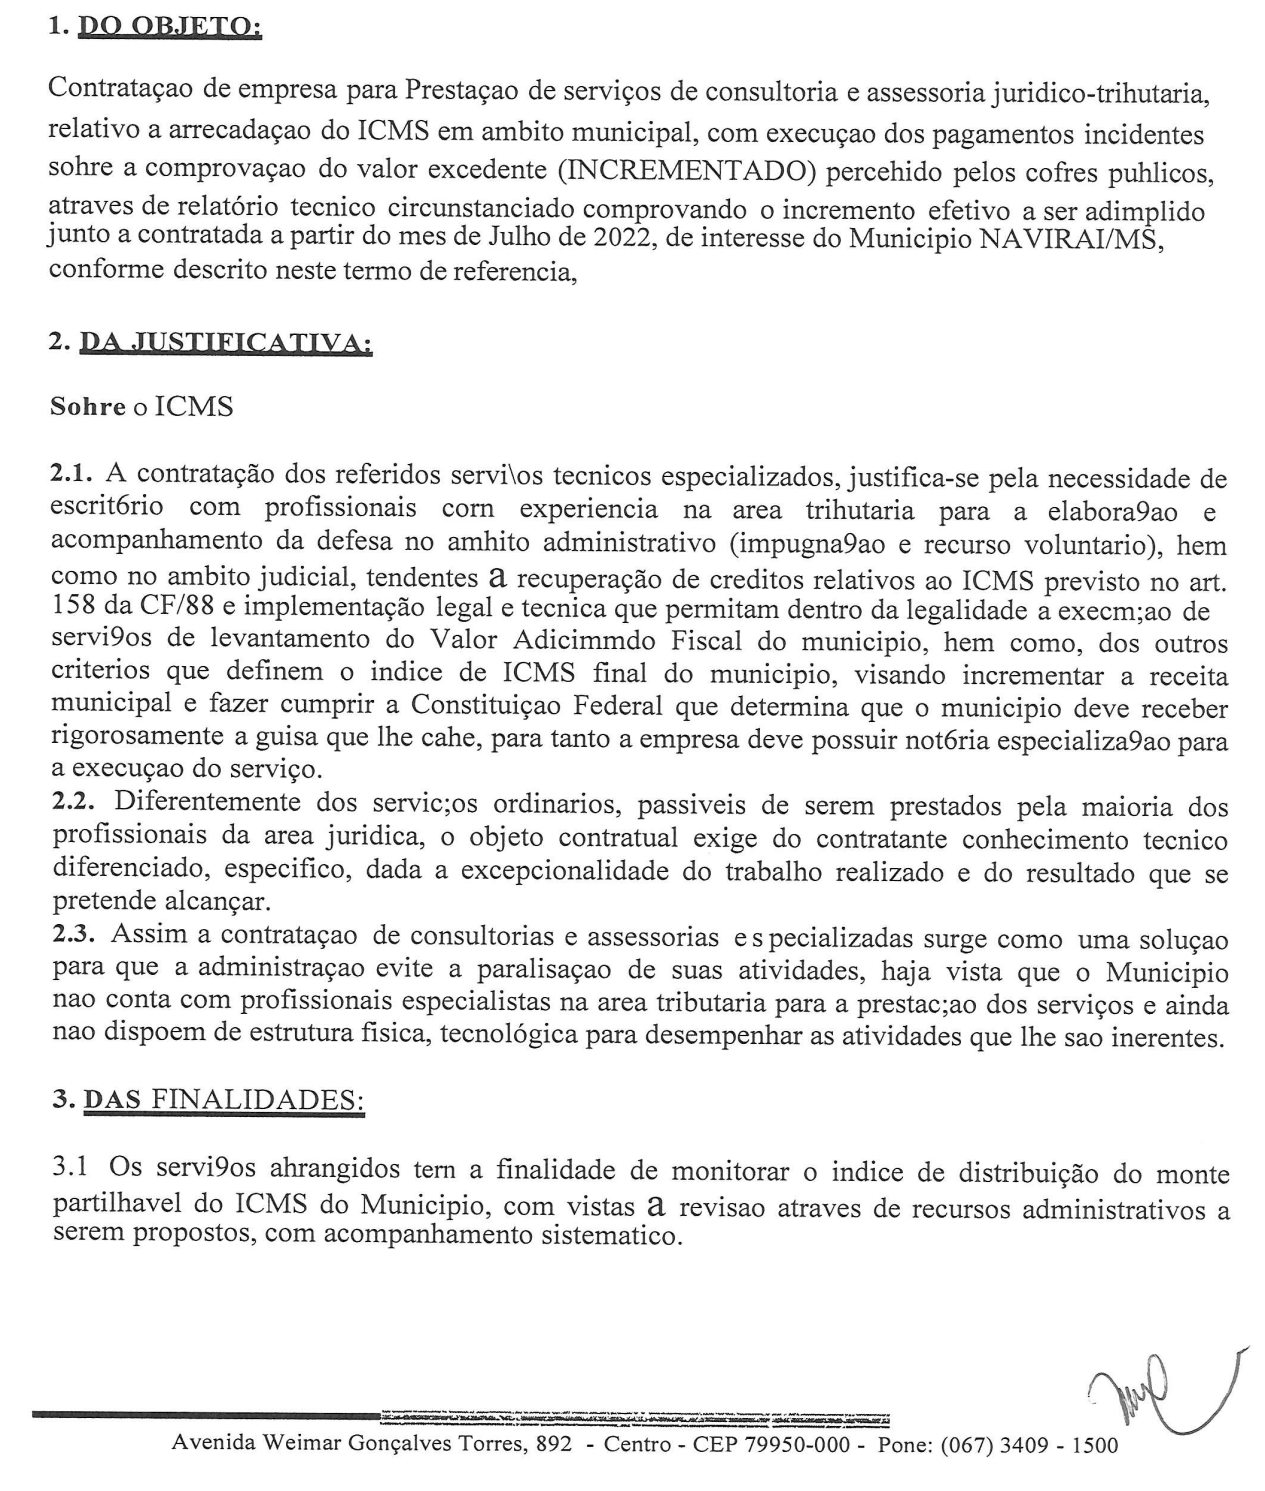 1. DO OBJETO:
Contrataçao de empresa para Prestaçao de serviços de consultoria e assessoria juridico-trihutaria,
relativo a arrecadaçao do ICMS em ambito municipal, com execuçao dos pagamentos incidentes
sohre a comprovaçao do valor excedente (INCREMENTADO) percehido pelos cofres puhlicos,
atraves de relatório tecnico circunstanciado comprovando o incremento efetivo a ser adimplido
junto a contratada a partir do mes de Julho de 2022, de interesse do Municipio NAVIRAI/MS,
conforme descrito neste termo de referencia,
2. DA JUSTIFICATIVA:
Sohre o ICMS
2.1. A contratação dos referidos servi\os tecnicos especializados, justifica-se pela necessidade de
escrit6rio com profissionais corn experiencia na area trihutaria para a elabora9ao e
acompanhamento da defesa no amhito administrativo (impugna9ao e recurso voluntario), hem
como no ambito judicial, tendentes a recuperação de creditos relativos ao ICMS previsto no art.
158 da CF/88 e implementação legal e tecnica que permitam dentro da legalidade a execm;ao de
servi9os de levantamento do Valor Adicimmdo Fiscal do municipio, hem como, dos outros
criterios que definem o indice de ICMS final do municipio, visando incrementar a receita
municipal e fazer cumprir a Constituiçao Federal que determina que o municipio deve receber
rigorosamente a guisa que lhe cahe, para tanto a empresa deve possuir not6ria especializa9ao para
a execuçao do serviço.
2.2. Diferentemente dos servic;os ordinarios, passiveis de serem prestados pela maioria dos
profissionais da area juridica, o objeto contratual exige do contratante conhecimento tecnico
diferenciado, especifico, dada a excepcionalidade do trabalho realizado e do resultado que se
pretende alcançar.
2.3. Assim a contrataçao de consultorias e assessorias especializadas surge como uma soluçao
para que a administraçao evite a paralisaçao de suas atividades, haja vista que o Municipio
nao conta com profissionais especialistas na area tributaria para a prestac;ao dos serviços e ainda
nao dispoem de estrutura fisica, tecnológica para desempenhar as atividades que lhe sao inerentes.
3. DAS FINALIDADES:
3.1 Os servi9os ahrangidos tem a finalidade de monitorar o indice de distribuição do monte
partilhavel do ICMS do Municipio, com vistas a revisao atraves de recursos administrativos a
serem propostos, com acompanhamento sistematico.
Avenida Weimar Gonçalves Torres, 892 - Centro - CEP 79950-000 - Pone: (067) 3409 - 1500